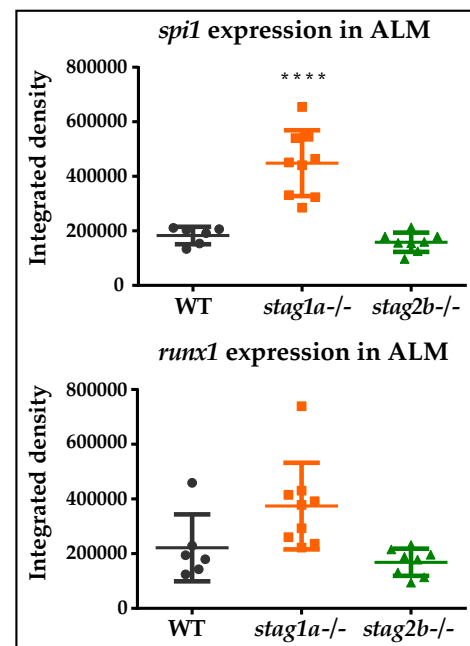 spi1 expression in ALM
****
Integrated density
800000
600000
400000
200000
0
WT stag1a-/- stag2b-/-
runx1 expression in ALM
Integrated density
800000
600000
400000
200000
0
WT stag1a-/- stag2b-/-